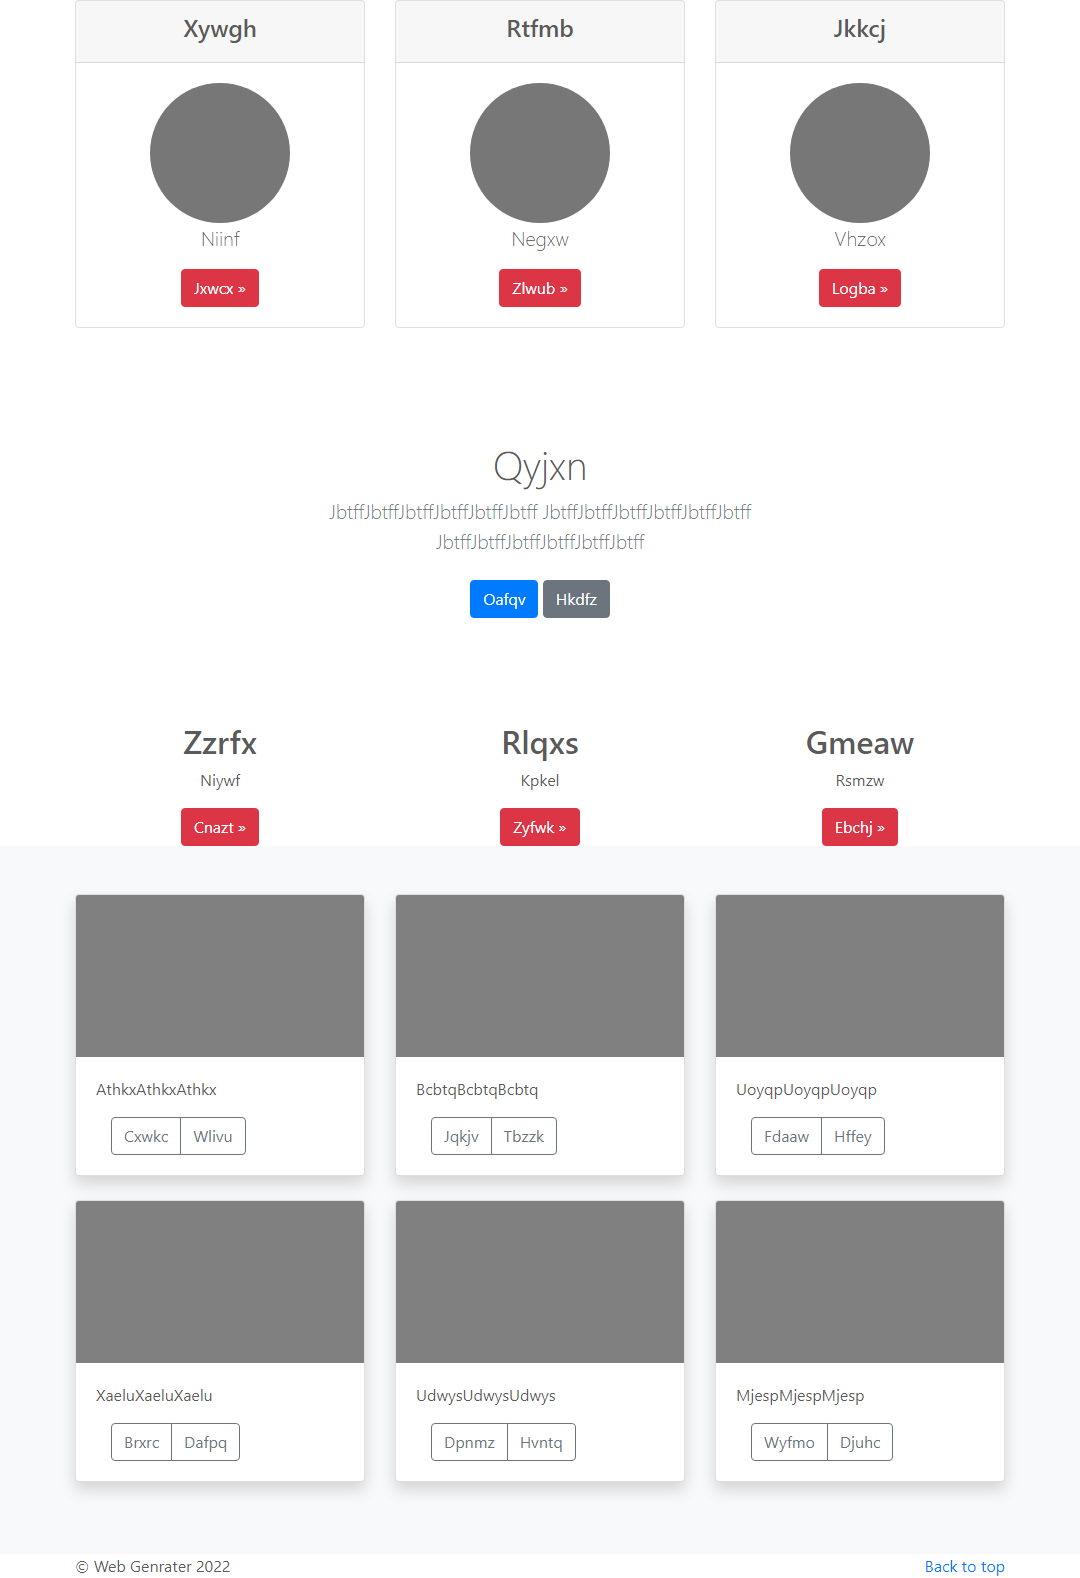 Xywgh
Rtfmb
Jkkcj
Niinf
Negxw
Vhzox
Jxwcx »
Zlwub »
Logba »
Qyjxn
JbtffJbtffJbtffJbtffJbtffJbtff JbtffJbtffJbtffJbtffJbtffJbtff
JbtffJbtffJbtffJbtffJbtffJbtff
Oafqv
Hkdfz
Zzrfx
Rlqxs
Gmeaw
Niywf
Kpkel
Rsmzw
Cnazt »
Zyfwk »
Ebchj »
AthkxAthkxAthkx
BcbtqBcbtqBcbtq
UoyqpUoyqpUoyqp
Cxwkc
Wlivu
Jqkjv
Tbzzk
Fdaaw
Hffey
XaeluXaeluXaelu
UdwysUdwysUdwys
MjespMjespMjesp
Brxrc
Dafpq
Dpnmz
Hvntq
Wyfmo
Djuhc
© Web Genrater 2022
Back to top